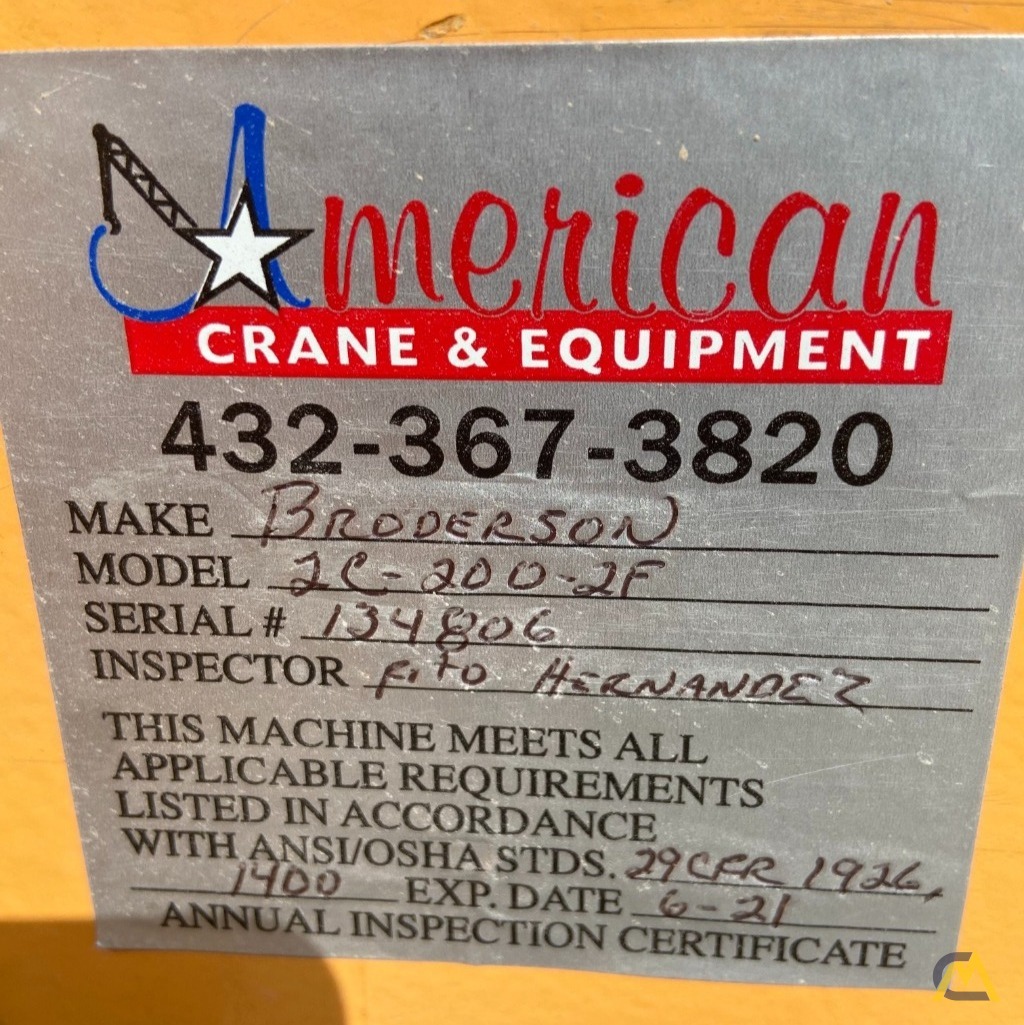 American
CRANE & EQUIPMENT
432-367-3820
MAKE BRODERSON
MODEL IC-200-2F
SERIAL # 134806
INSPECTOR FITO HERNANDEZ
THIS MACHINE MEETS ALL
APPLICABLE REQUIREMENTS
LISTED IN ACCORDANCE
WITH ANSI/OSHA STDS. 29CFR 1926.
1400 EXP. DATE 6-21
ANNUAL INSPECTION CERTIFICATE